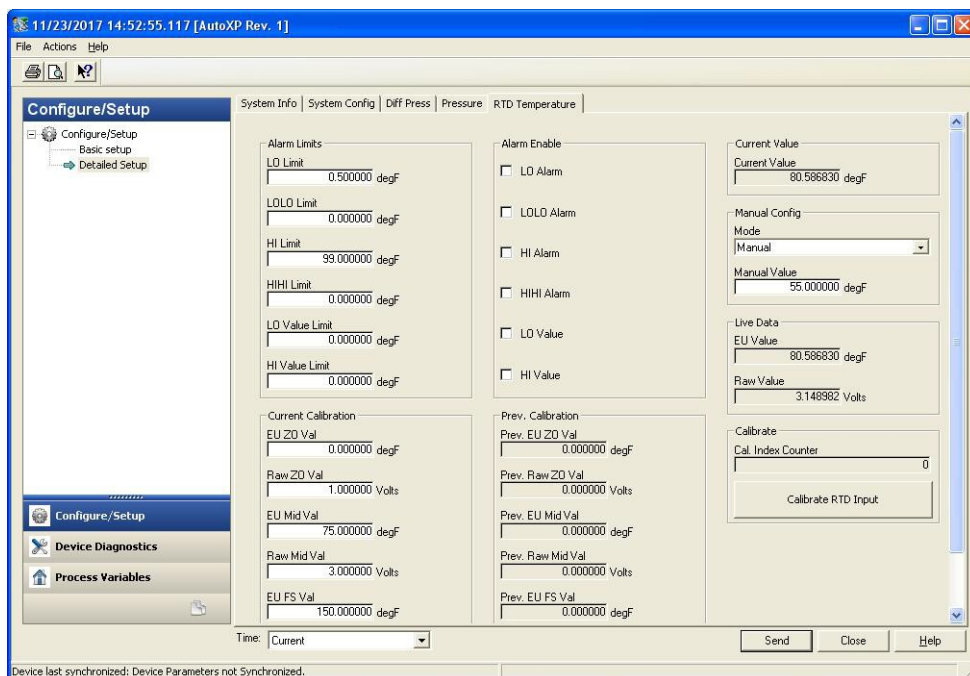 11/23/2017 14:52:55.117 [AutoXP Rev. 1]
File Actions Help
Configure/Setup
Configure/Setup
Basic setup
Detailed Setup
Configure/Setup
Device Diagnostics
Process Variables
System Info System Config Diff Press Pressure RTD Temperature
Alarm Limits
LO Limit
0.500000 degF
LOLO Limit
0.000000 degF
HI Limit
99.000000 degF
HIHI Limit
0.000000 degF
LO Value Limit
0.000000 degF
HI Value Limit
0.000000 degF
Alarm Enable
LO Alarm
LOLO Alarm
HI Alarm
HIHI Alarm
LO Value
HI Value
Current Value
Current Value
80.586830 degF
Manual Config
Mode
Manual
Manual Value
55.000000 degF
Live Data
EU Value
80.586830 degF
Raw Value
3.148982 Volts
Current Calibration
EU Z0 Val
0.000000 degF
Raw Z0 Val
1.000000 Volts
EU Mid Val
75.000000 degF
Raw Mid Val
3.000000 Volts
EU FS Val
150.000000 degF
Prev. Calibration
Prev. EU Z0 Val
0.000000 degF
Prev. Raw Z0 Val
0.000000 Volts
Prev. EU Mid Val
0.000000 degF
Prev. Raw Mid Val
0.000000 Volts
Prev. EU FS Val
0.000000 degF
Calibrate
Cal. Index Counter
0
Calibrate RTD Input
Time: Current
Send Close Help
Device last synchronized: Device Parameters not Synchronized.